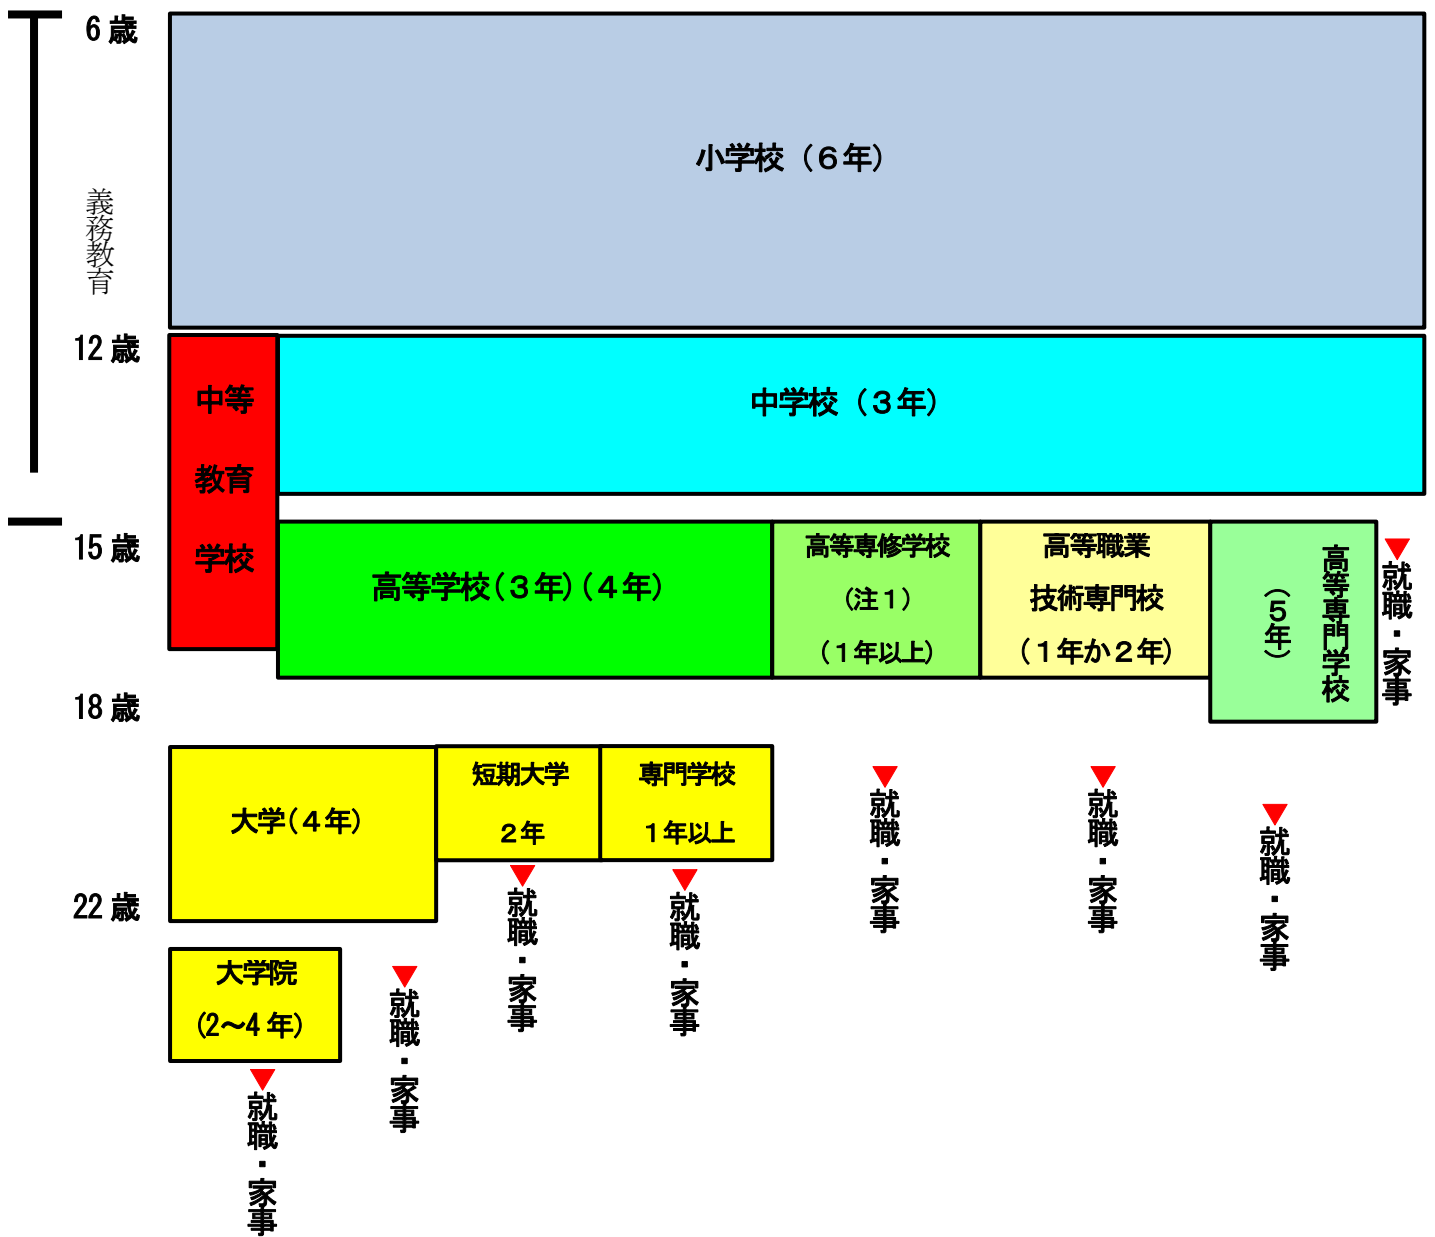 6 歳
小学校（６年）
義務教育
12 歳
中等
教育
学校
中学校（３年）
15 歳
高等学校（３年）（４年）
高等専修学校
（注１）
（１年以上）
高等職業
技術専門校
（１年か２年）
高等専門学校
（５年）
就職・家事
18 歳
大学（４年）
短期大学
２年
専門学校
１年以上
就職・家事
就職・家事
就職・家事
就職・家事
就職・家事
22 歳
大学院
(2～4 年)
就職・家事
就職・家事